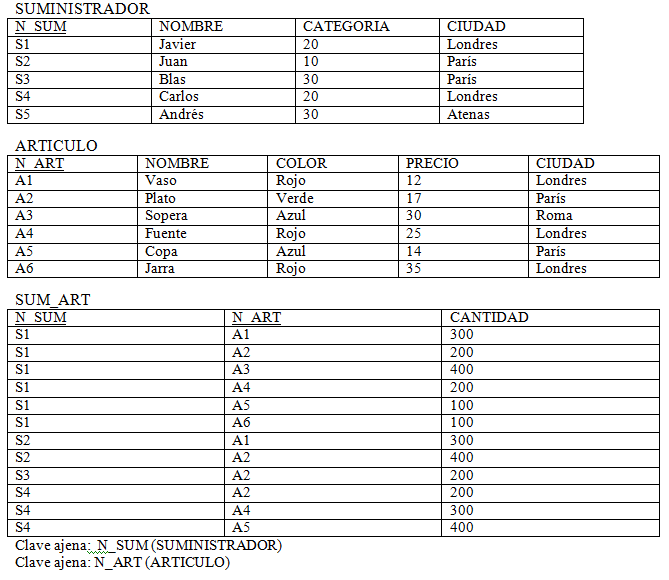 SUMINISTRADOR
N_SUM NOMBRE CATEGORIA CIUDAD
S1 Javier 20 Londres
S2 Juan 10 París
S3 Blas 30 París
S4 Carlos 20 Londres
S5 Andrés 30 Atenas
ARTICULO
N_ART NOMBRE COLOR PRECIO CIUDAD
A1 Vaso Rojo 12 Londres
A2 Plato Verde 17 París
A3 Sopera Azul 30 Roma
A4 Fuente Rojo 25 Londres
A5 Copa Azul 14 París
A6 Jarra Rojo 35 Londres
SUM_ART
N_SUM N_ART CANTIDAD
S1 A1 300
S1 A2 200
S1 A3 400
S1 A4 200
S1 A5 100
S1 A6 100
S2 A1 300
S2 A2 400
S3 A2 200
S4 A2 200
S4 A4 300
S4 A5 400
Clave ajena: N_SUM (SUMINISTRADOR)
Clave ajena: N_ART (ARTICULO)